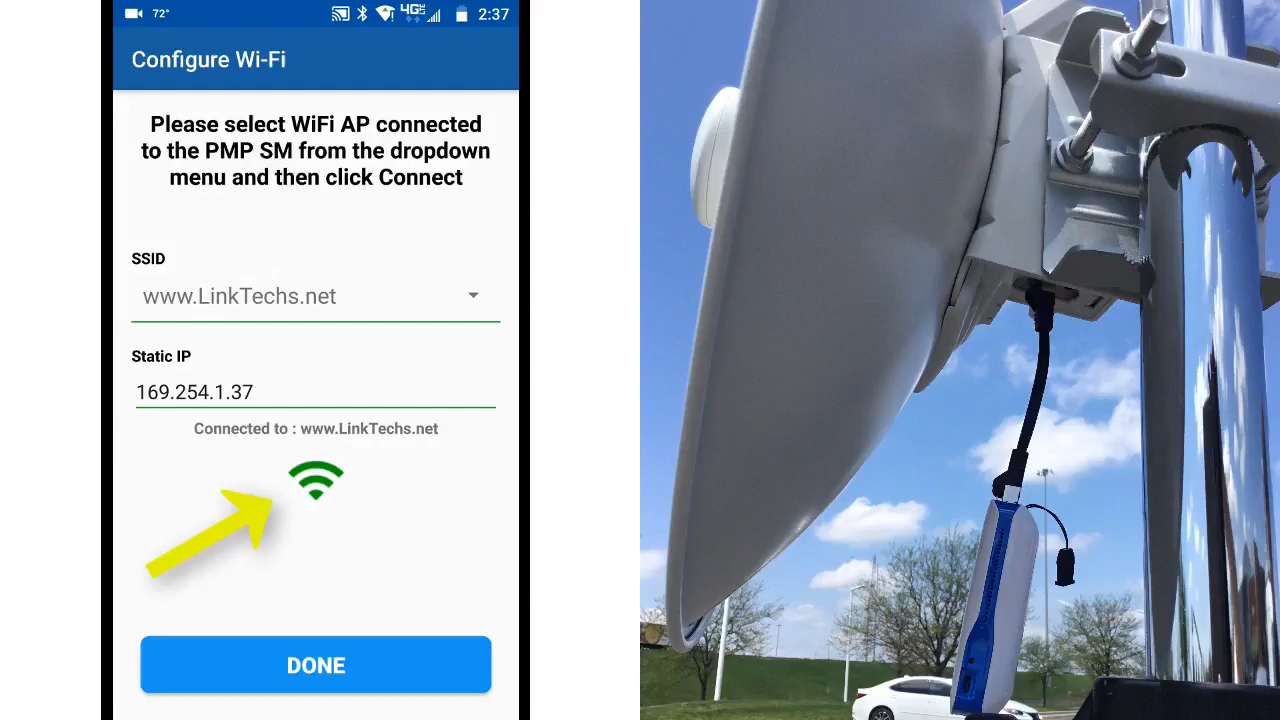 72° 4G 2:37
Configure Wi-Fi
Please select WiFi AP connected
to the PMP SM from the dropdown
menu and then click Connect
SSID
www.LinkTechs.net
Static IP
169.254.1.37
Connected to : www.LinkTechs.net
DONE